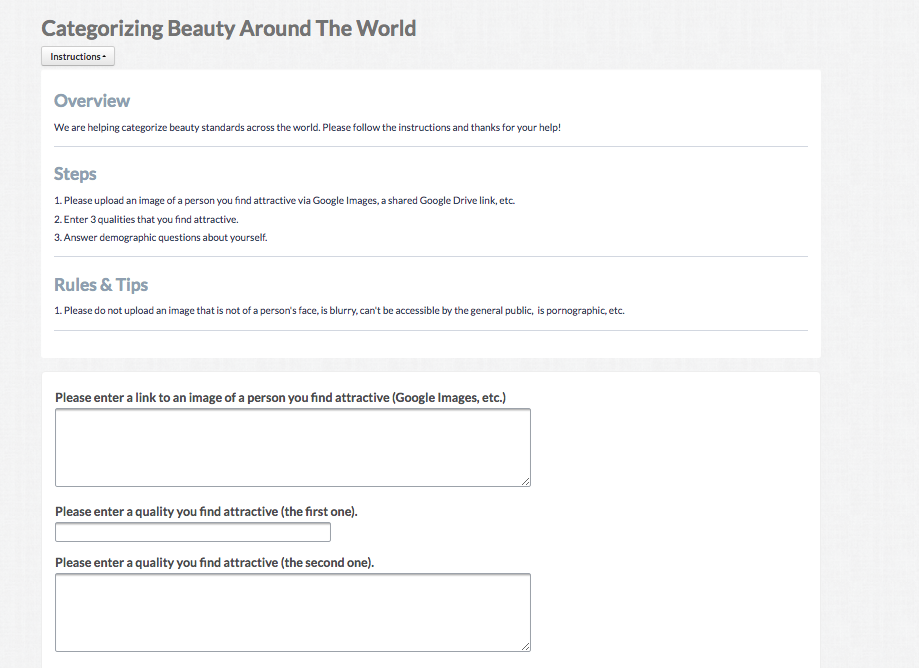 Categorizing Beauty Around The World
Instructions
Overview
We are helping categorize beauty standards across the world. Please follow the instructions and thanks for your help!
Steps
1. Please upload an image of a person you find attractive via Google Images, a shared Google Drive link, etc.
2. Enter 3 qualities that you find attractive.
3. Answer demographic questions about yourself.
Rules & Tips
1. Please do not upload an image that is not of a person's face, is blurry, can't be accessible by the general public, is pornographic, etc.
Please enter a link to an image of a person you find attractive (Google Images, etc.)
Please enter a quality you find attractive (the first one).
Please enter a quality you find attractive (the second one).